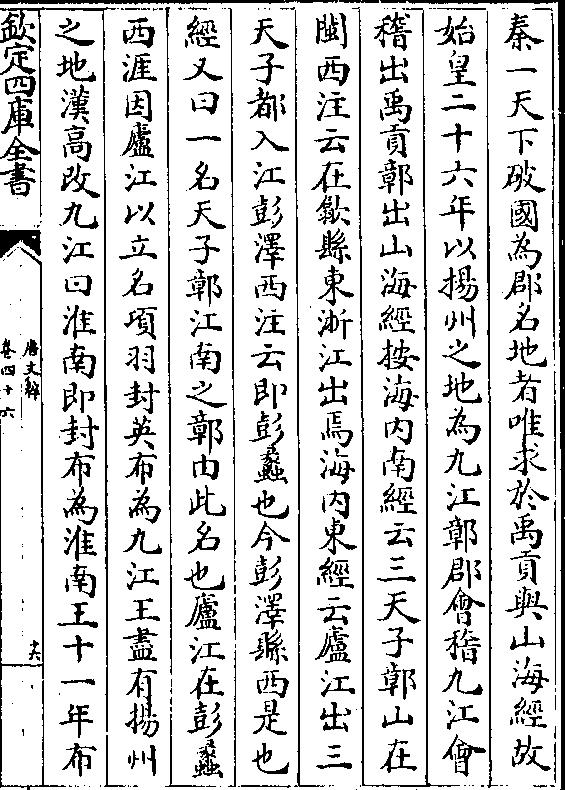 秦一天下破國為郡名地者唯求於禹貢與山海經故
始皇二十六年以揚州之地為九江鄣郡會稽九江會
稽出禹貢鄣出山海經按海内南經云三天子鄣山在
閩西注云在歙縣東浙江出焉海内東經云廬江出三
天子都入江彭澤西注云即彭蠡也今彭澤縣西是也
經又曰一名天子鄣江南之鄣由此名也廬江在彭蠡
西涯因廬江以立名項羽封英布為九江王盡有揚州
之地漢高改九江曰淮南即封布為淮南王十一年布
欽定四庫全書
唐文粹
卷四十六
十六